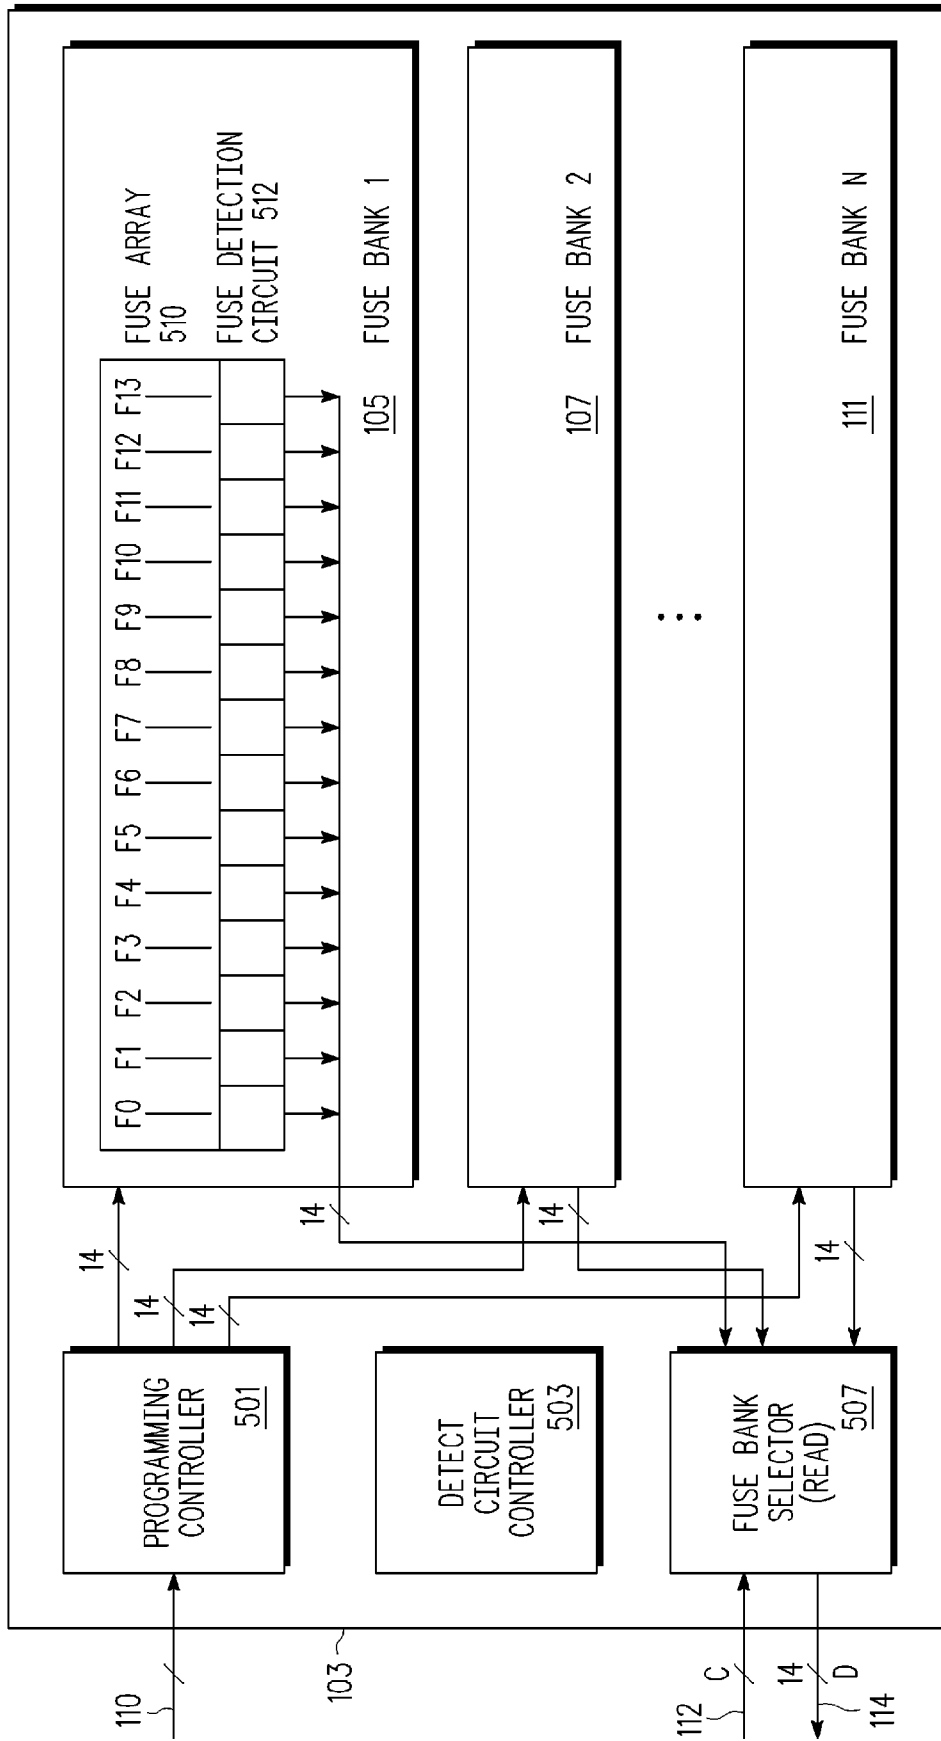 FUSE ARRAY
510
FUSE DETECTION
CIRCUIT 512
F0 F1 F2 F3 F4 F5 F6 F7 F8 F9 F10 F11 F12 F13
105
FUSE BANK 1
107
FUSE BANK 2
111
FUSE BANK N
14
14
14
14
14
14
PROGRAMMING
CONTROLLER
501
DETECT
CIRCUIT
CONTROLLER
503
FUSE BANK
SELECTOR
(READ)
507
110
103
112
C
14
D
114